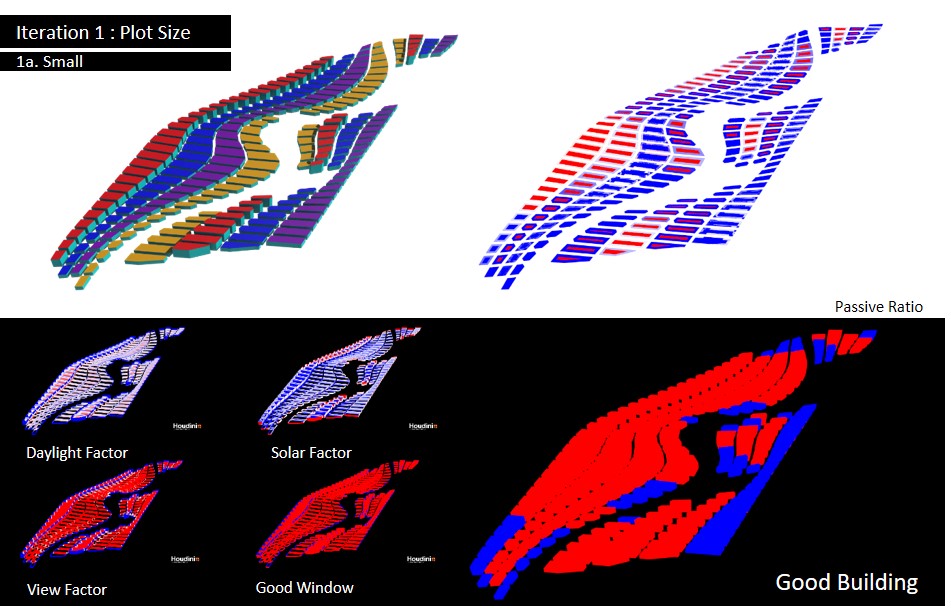 Iteration 1 : Plot Size
1a. Small
Passive Ratio
Houdini
Houdini
Daylight Factor
Solar Factor
Houdini
Houdini
View Factor
Good Window
Good Building